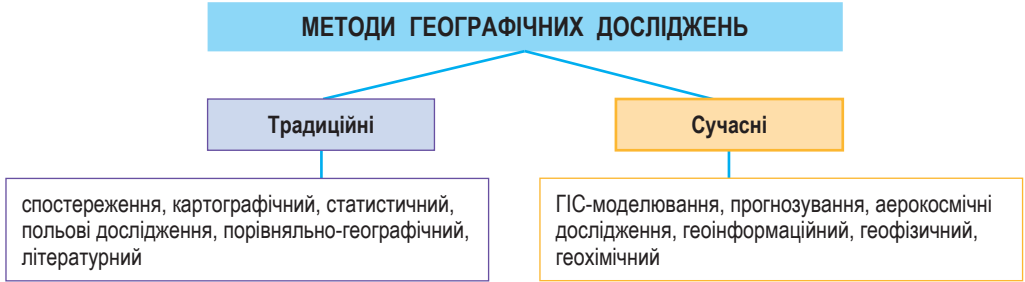 МЕТОДИ ГЕОГРАФІЧНИХ ДОСЛІДЖЕНЬ
Традиційні
Сучасні
спостереження, картографічний, статистичний,
польові дослідження, порівняльно-географічний,
літературний
ГІС-моделювання, прогнозування, аерокосмічні
дослідження, геоінформаційний, геофізичний,
геохімічний